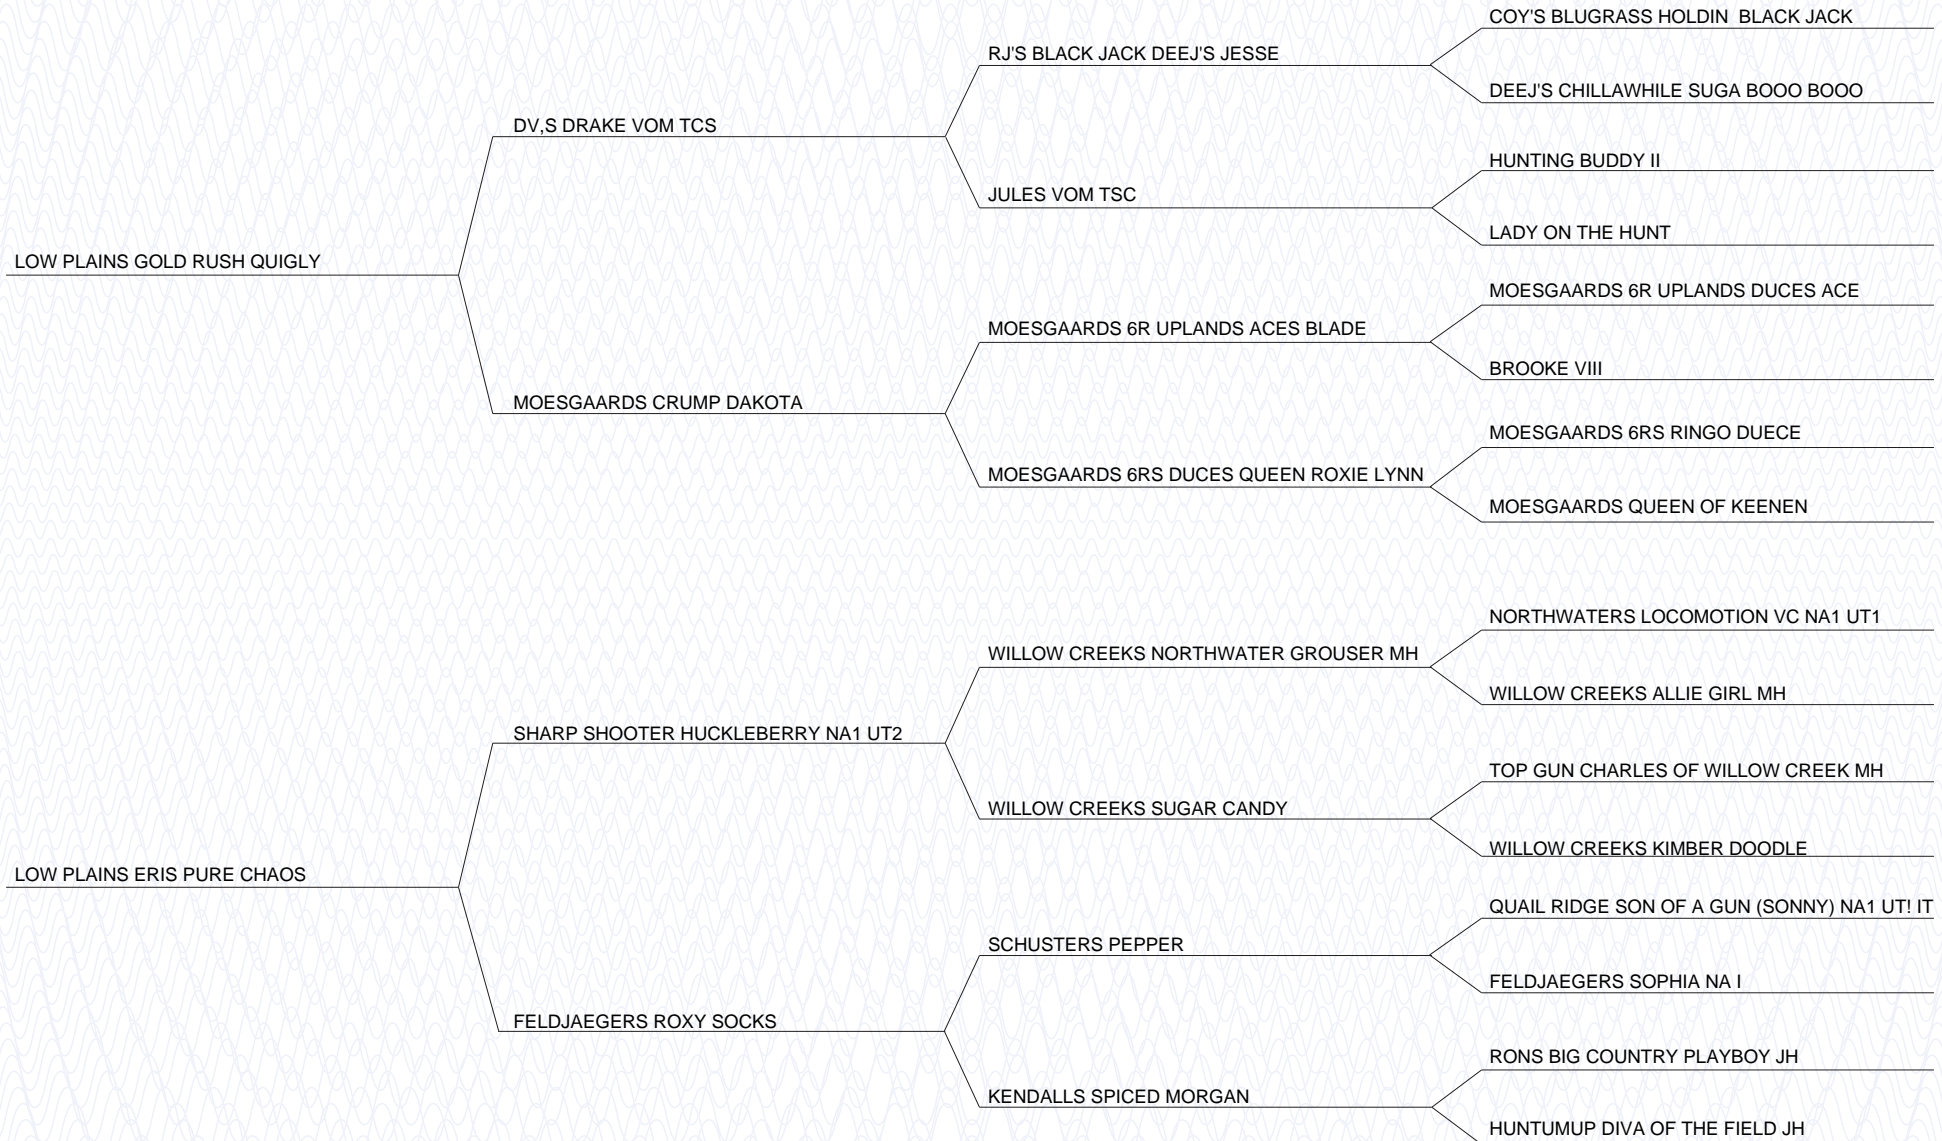 COY'S BLUGRASS HOLDIN  BLACK JACK
RJ'S BLACK JACK DEEJ'S JESSE
DEEJ'S CHILLAWHILE SUGA BOOO BOOO
DV,S DRAKE VOM TCS
HUNTING BUDDY II
JULES VOM TSC
LADY ON THE HUNT
LOW PLAINS GOLD RUSH QUIGLY
MOESGAARDS 6R UPLANDS DUCES ACE
MOESGAARDS 6R UPLANDS ACES BLADE
BROOKE VIII
MOESGAARDS CRUMP DAKOTA
MOESGAARDS 6RS RINGO DUECE
MOESGAARDS 6RS DUCES QUEEN ROXIE LYNN
MOESGAARDS QUEEN OF KEENEN
NORTHWATERS LOCOMOTION VC NA1 UT1
WILLOW CREEKS NORTHWATER GROUSER MH
WILLOW CREEKS ALLIE GIRL MH
SHARP SHOOTER HUCKLEBERRY NA1 UT2
TOP GUN CHARLES OF WILLOW CREEK MH
WILLOW CREEKS SUGAR CANDY
WILLOW CREEKS KIMBER DOODLE
LOW PLAINS ERIS PURE CHAOS
QUAIL RIDGE SON OF A GUN (SONNY) NA1 UT! IT
SCHUSTERS PEPPER
FELDJAEGERS SOPHIA NA I
FELDJAEGERS ROXY SOCKS
RONS BIG COUNTRY PLAYBOY JH
KENDALLS SPICED MORGAN
HUNTUMUP DIVA OF THE FIELD JH